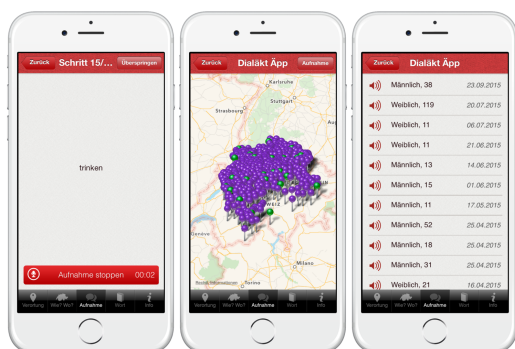 Zurück Schritt 15/... Überspringen
trinken
Aufnahme stoppen 00:02
Verortung Wie? Wo? Aufnahme Wort Info
Zurück Dialäkt Äpp Aufnahme
Karlsruhe
Strasbourg
Stuttgart
Genève
Milano
Torino
Verortung Wie? Wo? Aufnahme Wort Info
Zurück Dialäkt Äpp
Männlich, 38 23.09.2015
Weiblich, 119 20.07.2015
Weiblich, 11 06.07.2015
Weiblich, 11 21.06.2015
Männlich, 13 14.06.2015
Männlich, 15 01.06.2015
Männlich, 11 17.05.2015
Männlich, 52 25.04.2015
Männlich, 18 25.04.2015
Männlich, 31 25.04.2015
Weiblich, 21 16.04.2015
Verortung Wie? Wo? Aufnahme Wort Info